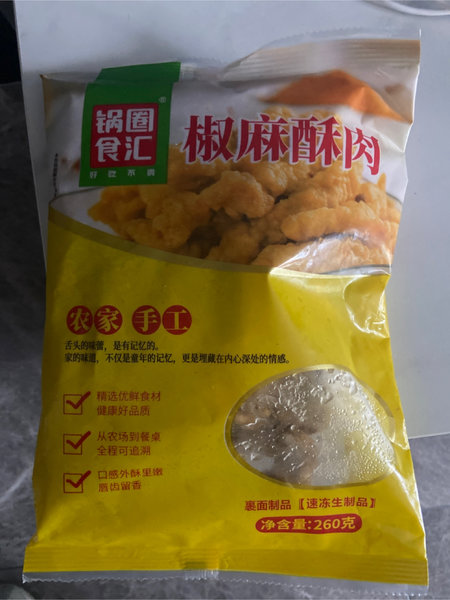 锅圈
食汇
®
好吃不贵
椒麻酥肉
农家 手工
舌头的味蕾，是有记忆的。
家的味道，不仅是童年的记忆，更是埋藏在内心深处的情感。
精选优鲜食材
健康好品质
从农场到餐桌
全程可追溯
口感外酥里嫩
唇齿留香
裹面制品【速冻生制品】
净含量:260克